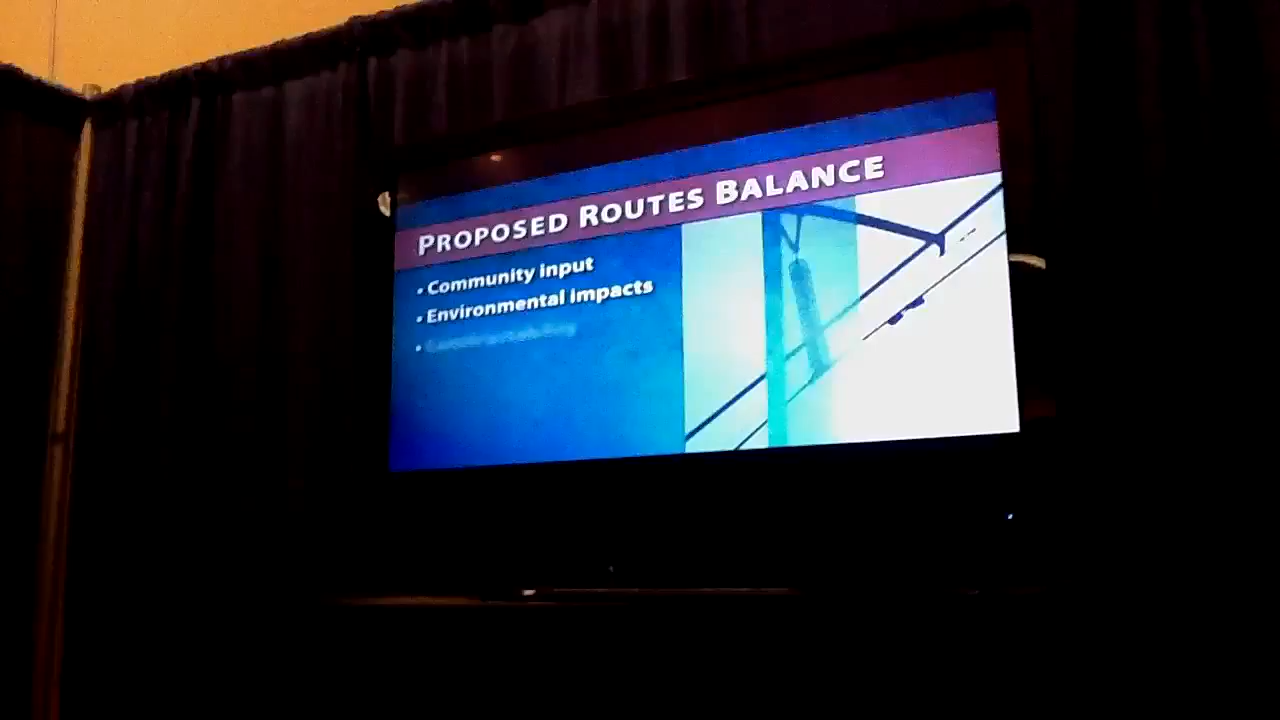 PROPOSED ROUTES BALANCE
• Community input
• Environmental impacts
•